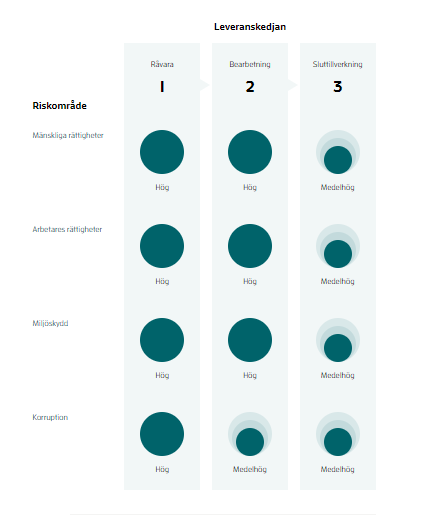 Leveranskedjan
Råvara
Bearbetning
Sluttillverkning
1
2
3
Riskområde
Mänskliga rättigheter
Hög
Hög
Medelhög
Arbetares rättigheter
Hög
Hög
Medelhög
Miljöskydd
Hög
Hög
Medelhög
Korruption
Hög
Medelhög
Medelhög